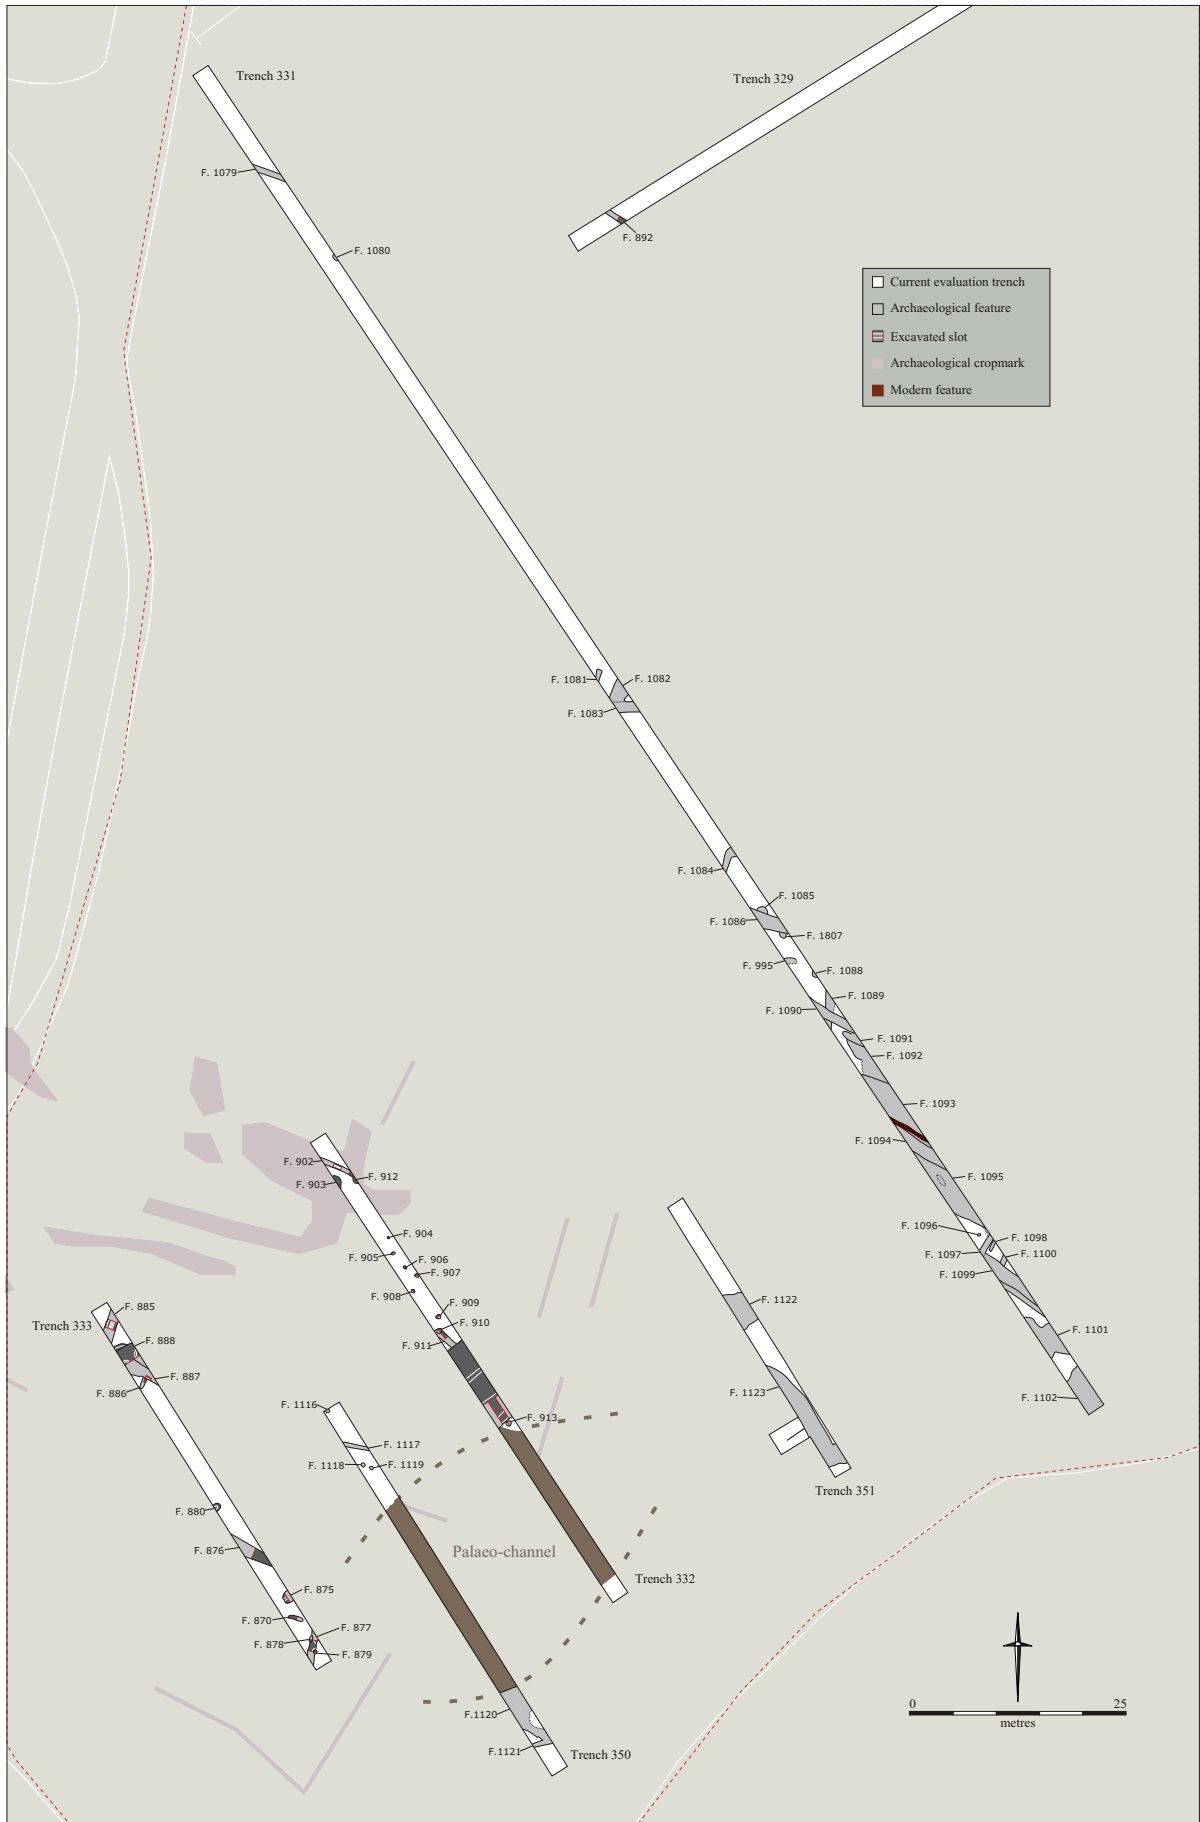 Trench 331
Trench 329
F. 1079
F. 892
F. 1080
Current evaluation trench
Archaeological feature
Excavated slot
Archaeological cropmark
Modern feature
F. 1081
F. 1082
F. 1083
F. 1084
F. 1085
F. 1086
F. 1807
F. 995
F. 1088
F. 1089
F. 1090
F. 1091
F. 1092
F. 1093
F. 1094
F. 1095
F. 1096
F. 1098
F. 1097
F. 1100
F. 1099
F. 1101
F. 1102
F. 902
F. 912
F. 903
F. 904
F. 905
F. 906
F. 907
F. 908
F. 909
F. 910
F. 911
F. 913
Trench 333
F. 885
F. 888
F. 887
F. 886
F. 880
F. 876
F. 875
F. 870
F. 877
F. 878
F. 879
F. 1116
F. 1117
F. 1118
F. 1119
F. 1122
F. 1123
Trench 351
Palaeo-channel
Trench 332
F.1120
F.1121
Trench 350
0
25
metres